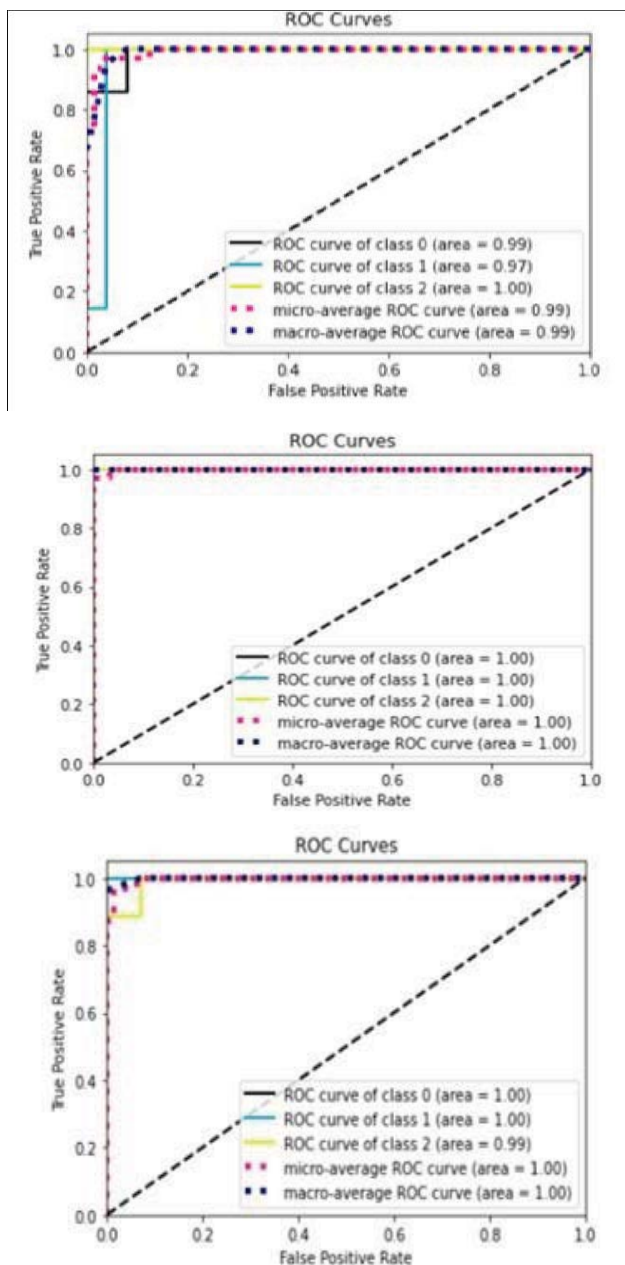 ROC Curves
1.0
0.8
0.6
0.4
0.2
0.0
True Positive Rate
ROC curve of class 0 (area = 0.99)
ROC curve of class 1 (area = 0.97)
ROC curve of class 2 (area = 1.00)
micro-average ROC curve (area = 0.99)
macro-average ROC curve (area = 0.99)
0.0 0.2 0.4 0.6 0.8 1.0
False Positive Rate
ROC Curves
1.0
0.8
0.6
0.4
0.2
0.0
True Positive Rate
ROC curve of class 0 (area = 1.00)
ROC curve of class 1 (area = 1.00)
ROC curve of class 2 (area = 1.00)
micro-average ROC curve (area = 1.00)
macro-average ROC curve (area = 1.00)
0.0 0.2 0.4 0.6 0.8 1.0
False Positive Rate
ROC Curves
1.0
0.8
0.6
0.4
0.2
0.0
True Positive Rate
ROC curve of class 0 (area = 1.00)
ROC curve of class 1 (area = 1.00)
ROC curve of class 2 (area = 0.99)
micro-average ROC curve (area = 1.00)
macro-average ROC curve (area = 1.00)
0.0 0.2 0.4 0.6 0.8 1.0
False Positive Rate